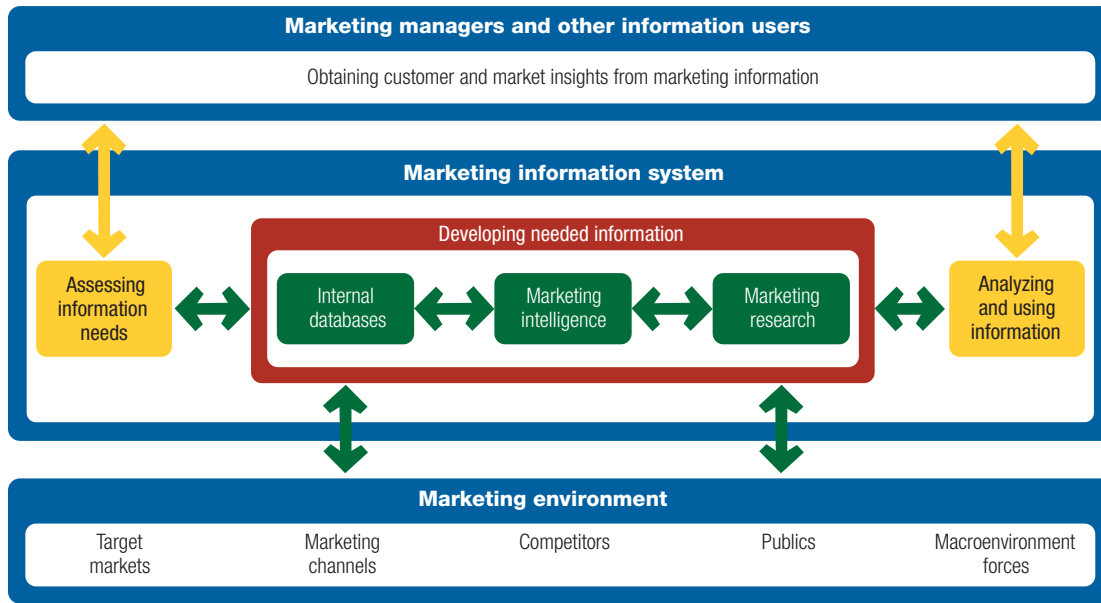 Marketing managers and other information users
Obtaining customer and market insights from marketing information
Marketing information system
Developing needed information
Assessing
information
needs
Internal
databases
Marketing
intelligence
Marketing
research
Analyzing
and using
information
Marketing environment
Target
markets
Marketing
channels
Competitors
Publics
Macroenvironment
forces